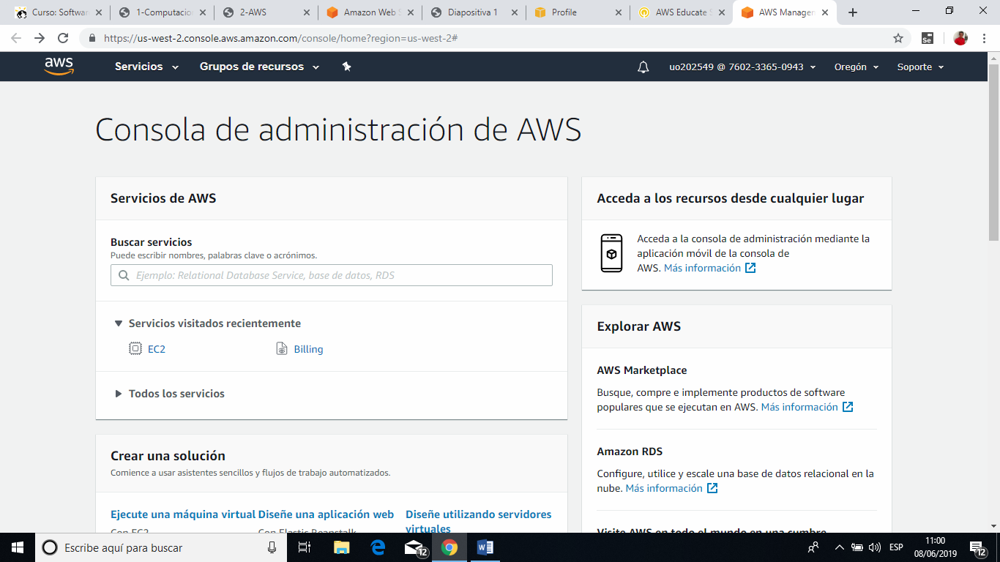 Curso: Softwar
1-Computacio
2-AWS
Amazon Web S
Diapositiva 1
Profile
AWS Educate S
AWS Managem
https://us-west-2.console.aws.amazon.com/console/home?region=us-west-2#
Se
aws
Servicios
Grupos de recursos
uo202549 @ 7602-3365-0943
Oregón
Soporte
Consola de administración de AWS
Servicios de AWS
Buscar servicios
Puede escribir nombres, palabras clave o acrónimos.
Ejemplo: Relational Database Service, base de datos, RDS
Servicios visitados recientemente
EC2
Billing
Todos los servicios
Crear una solución
Comience a usar asistentes sencillos y flujos de trabajo automatizados.
Ejecute una máquina virtual
Con EC2
Diseñe una aplicación web
Con Elastic Beanstalk
Diseñe utilizando servidores
virtuales
Acceda a los recursos desde cualquier lugar
Acceda a la consola de administración mediante la
aplicación móvil de la consola de
AWS. Más información
Explorar AWS
AWS Marketplace
Busque, compre e implemente productos de software
populares que se ejecutan en AWS. Más información
Amazon RDS
Configure, utilice y escale una base de datos relacional en la
nube. Más información
Visite AWS en todo el mundo en una cumbre
Escribe aquí para buscar
12
ESP
11:00
08/06/2019
12